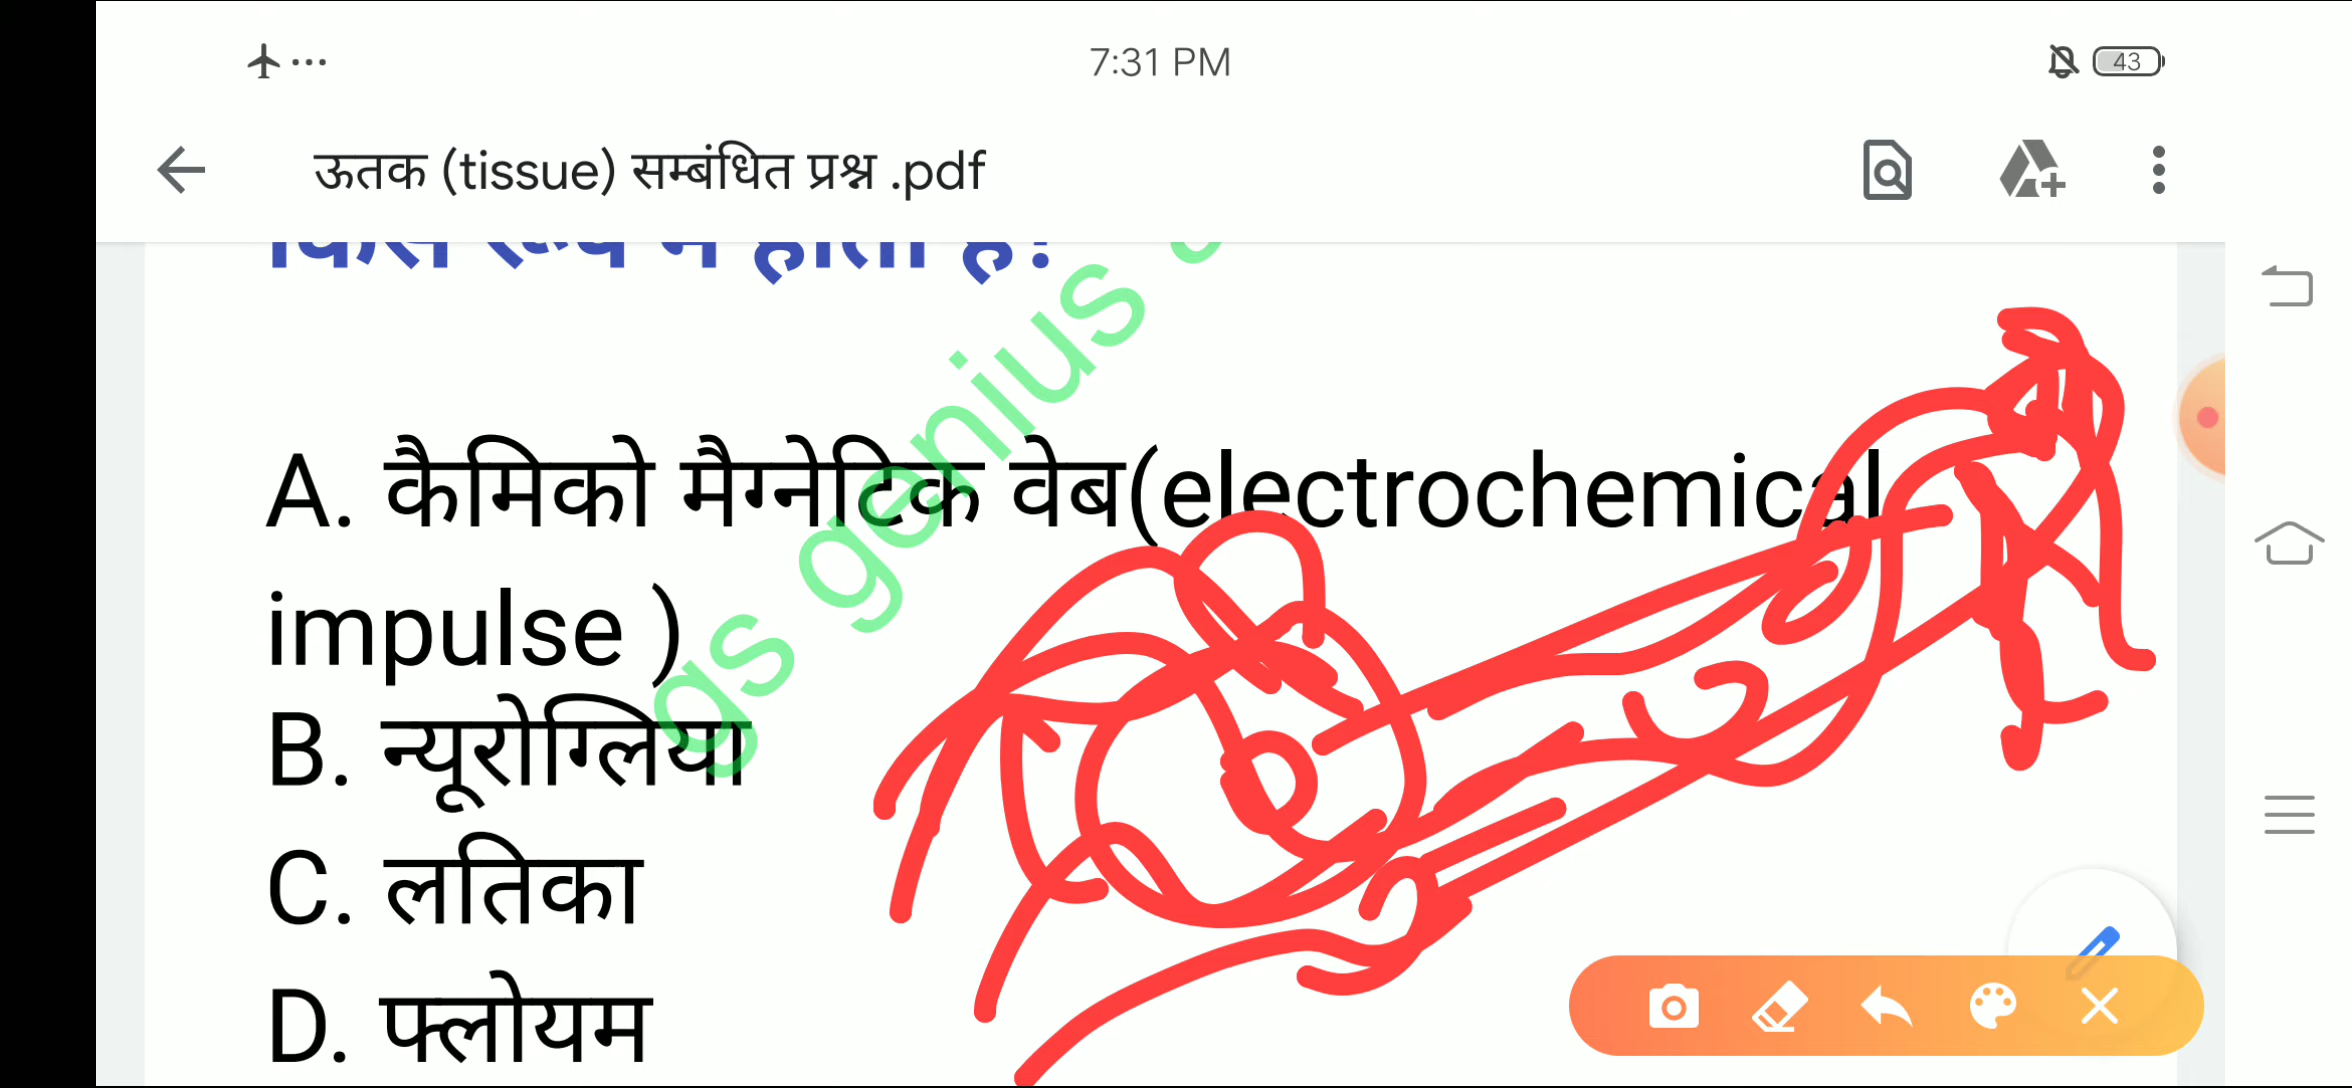 7:31 PM
43
ऊतक (tissue) सम्बंधित प्रश्न .pdf
किस रूप में होता है?
A. कैमिको मैग्नेटिक वेब(electrochemical
impulse )
B. न्यूरोग्लिया
C. लतिका
D. फ्लोयम
gs genius